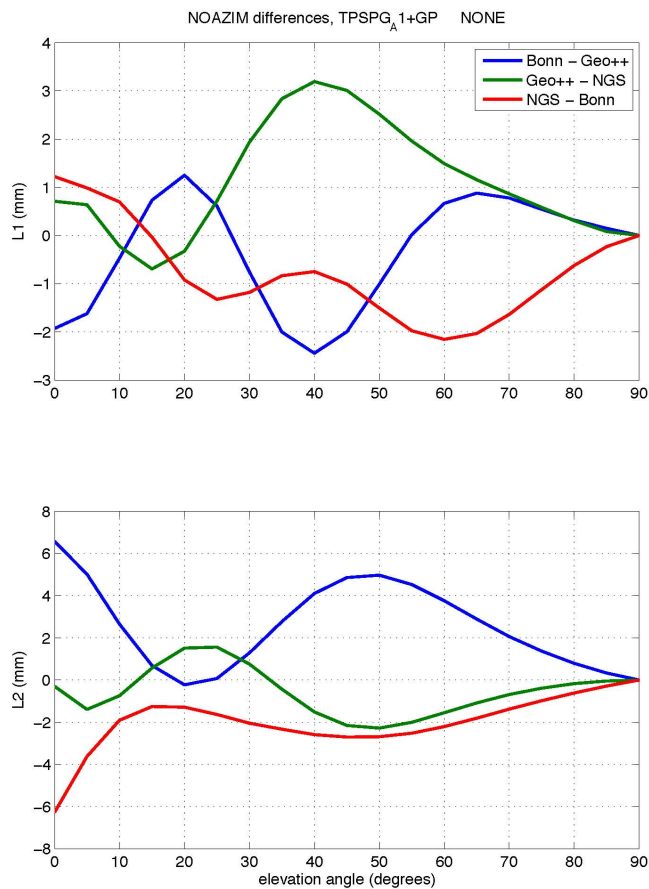 NOAZIM differences, TPSPG_A1+GP NONE
4
3
2
1
0
−1
−2
−3
L1 (mm)
Bonn − Geo++
Geo++ − NGS
NGS − Bonn
0 10 20 30 40 50 60 70 80 90
8
6
4
2
0
−2
−4
−6
−8
L2 (mm)
0 10 20 30 40 50 60 70 80 90
elevation angle (degrees)